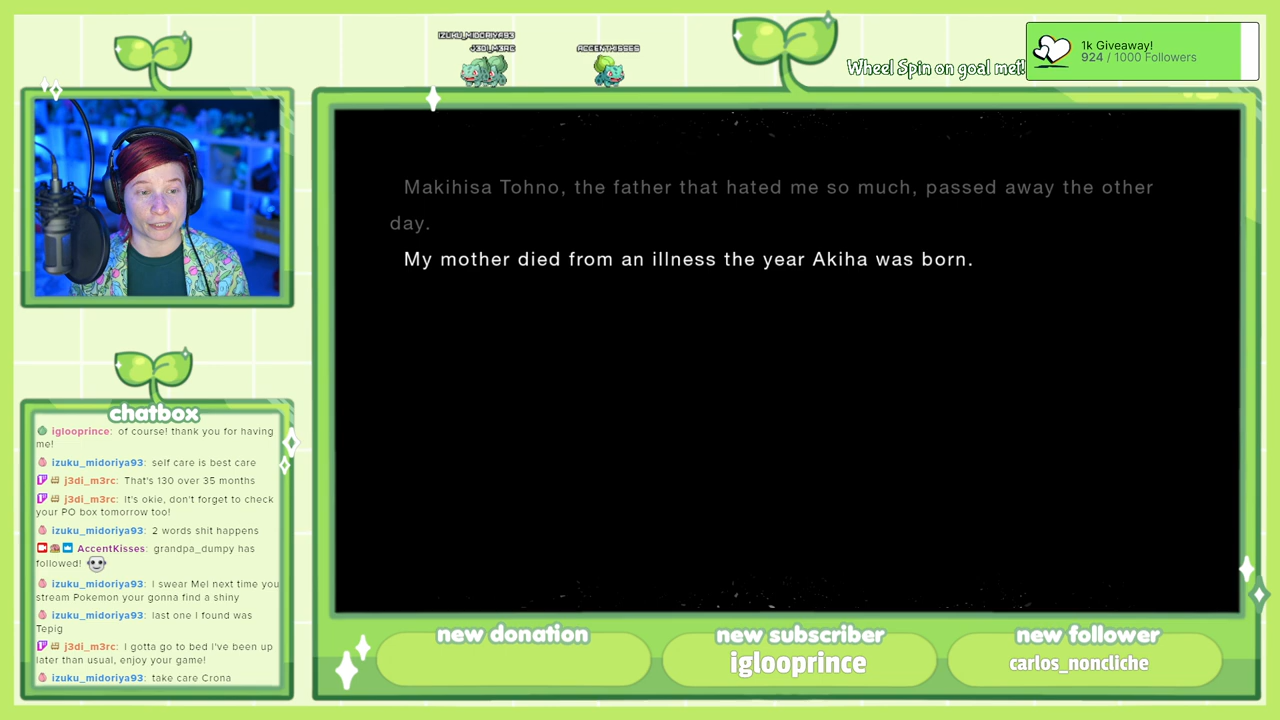 IZUKU_MIDORIYA93
J3DI_M3RC
ACCENTKISSES
Wheel Spin on goal met!
1k Giveaway!
924 / 1000 Followers
Makihisa Tohno, the father that hated me so much, passed away the other
day.
My mother died from an illness the year Akiha was born.
chatbox
iglooprince: of course! thank you for having
me!
izuku_midoriya93: self care is best care
j3di_m3rc: That's 130 over 35 months
j3di_m3rc: It's okie, don't forget to check
your PO box tomorrow too!
izuku_midoriya93: 2 words shit happens
AccentKisses: grandpa_dumpy has
followed!
izuku_midoriya93: I swear Mel next time you
stream Pokemon your gonna find a shiny
izuku_midoriya93: last one I found was
Tepig
j3di_m3rc: I gotta go to bed I've been up
later than usual, enjoy your game!
izuku_midoriya93: take care Crona
new donation
new subscriber
iglooprince
new follower
carlos_noncliche